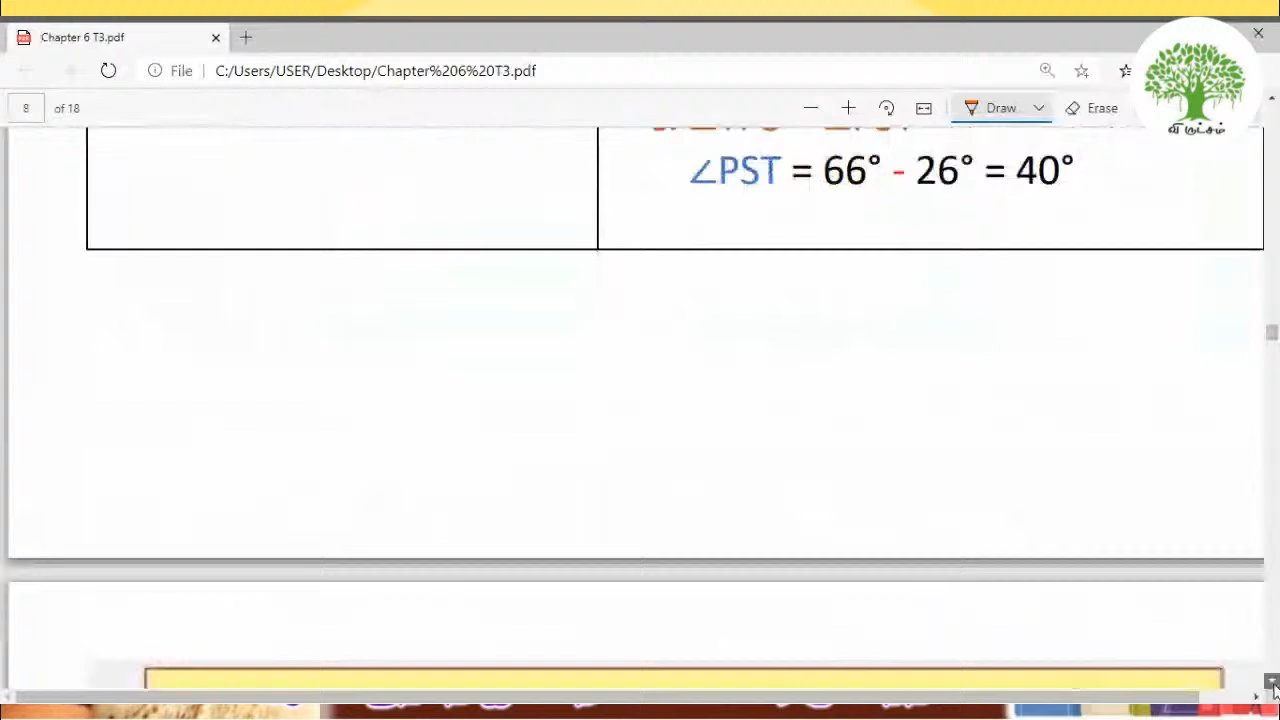 Chapter 6 T3.pdf
File C:/Users/USER/Desktop/Chapter%206%20T3.pdf
8 of 18
Draw Erase
விருட்சம்
∠PST = 66° - 26° = 40°